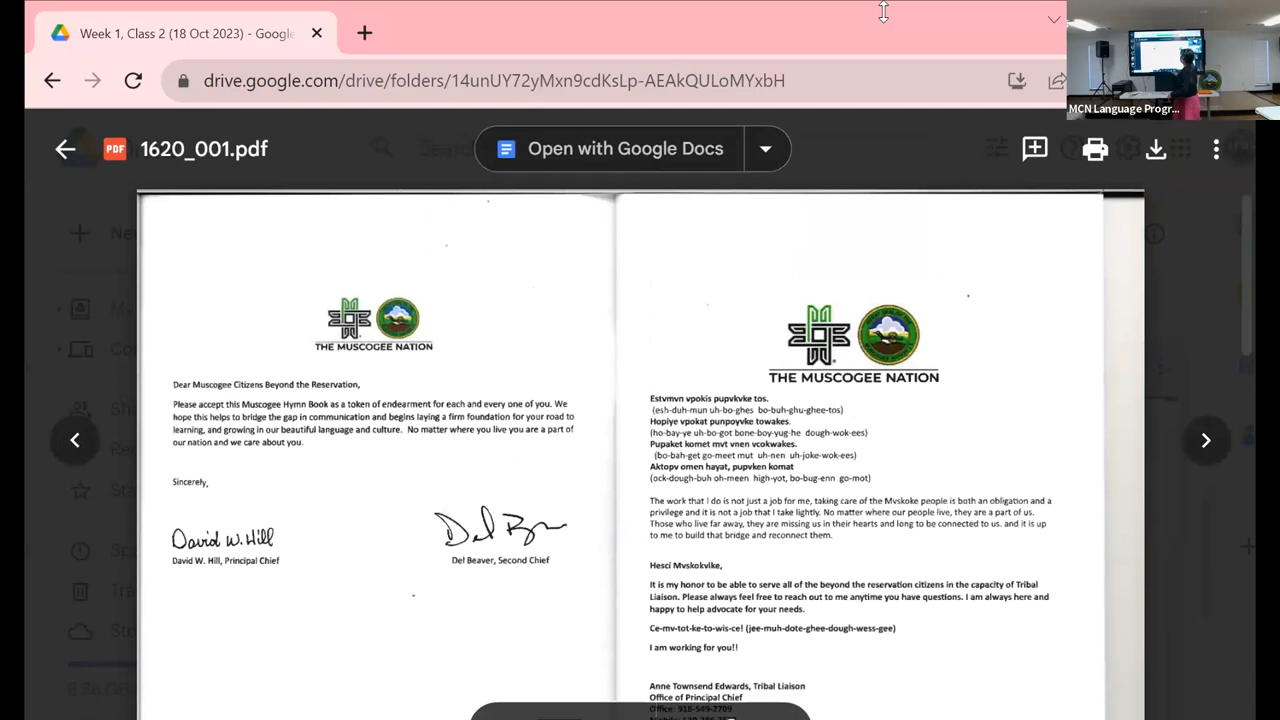 Week 1, Class 2 (18 Oct 2023) - Google
drive.google.com/drive/folders/14unUY72yMxn9cdKsLp-AEAkQULoMYxbH
MCN Language Progr...
PDF 1620_001.pdf
Open with Google Docs
THE MUSCOGEE NATION
Dear Muscogee Citizens Beyond the Reservation,
Please accept this Muscogee Hymn Book as a token of endearment for each and every one of you. We
hope this helps to bridge the gap in communication and begins laying a firm foundation for your road to
learning, and growing in our beautiful language and culture. No matter where you live you are a part of
our nation and we care about you.
Sincerely,
David W. Hill
David W. Hill, Principal Chief
Del Beaver, Second Chief
THE MUSCOGEE NATION
Estvmvn vpokis pupvkvke tos.
(esh-duh-mun uh-bo-ghes bo-buh-ghu-ghee-tos)
Hopiye vpokat punpoyvke towakes.
(ho-bay-ye uh-bo-got bone-boy-yug-he dough-wok-ees)
Pupaket komet mvt vnen vcokwakes.
(bo-bah-get go-meet mut uh-nen uh-joke-wok-ees)
Aktopv omen hayat, pupvken komat
(ock-dough-buh oh-meen high-yot, bo-bug-enn go-mot)
The work that I do is not just a job for me, taking care of the Mvskoke people is both an obligation and a
privilege and it is not a job that I take lightly. No matter where our people live, they are a part of us.
Those who live far away, they are missing us in their hearts and long to be connected to us. and it is up
to me to build that bridge and reconnect them.
Hesci Mvskokvike,
It is my honor to be able to serve all of the beyond the reservation citizens in the capacity of Tribal
Liaison. Please always feel free to reach out to me anytime you have questions. I am always here and
happy to help advocate for your needs.
Ce-mv-tot-ke-to-wis-ce! (jee-muh-dote-ghee-dough-wess-gee)
I am working for you!!
Anne Townsend Edwards, Tribal Liaison
Office of Principal Chief
Office: 918-549-2709